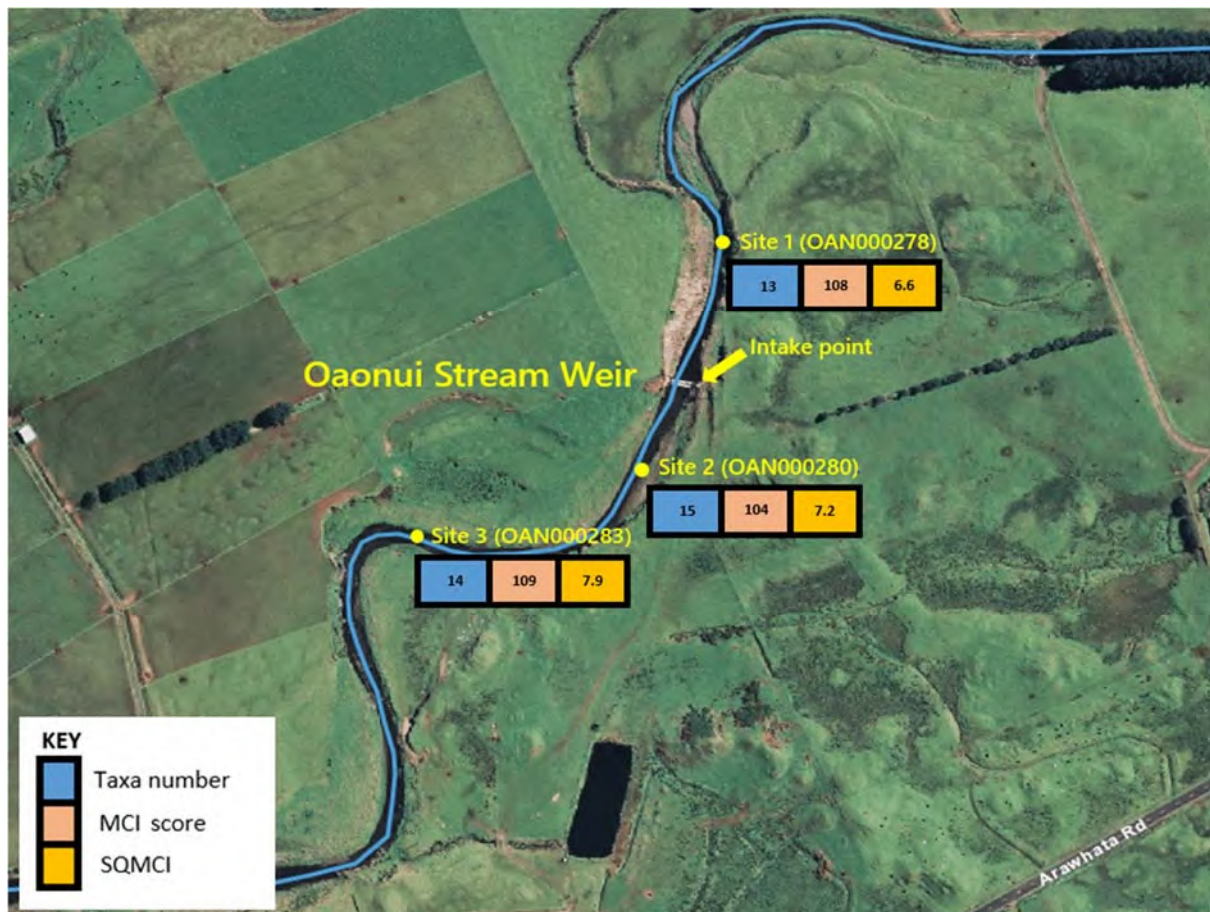 Site 1 (OAN000278)
13 108 6.6
Intake point
Oaonui Stream Weir
Site 2 (OAN000280)
15 104 7.2
Site 3 (OAN000283)
14 109 7.9
KEY
Taxa number
MCI score
SQMCI
Arawhata Rd